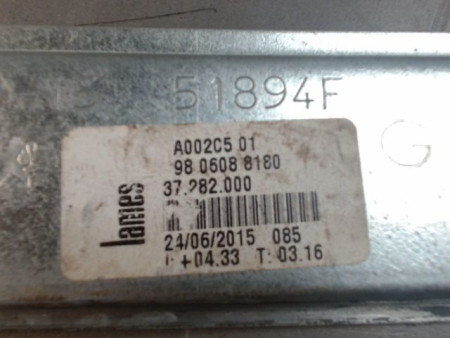 51894F
G
A002C5 01
98 0608 8180
37.282.000
Lames
24/06/2015 085
+04.33 T: 03.16